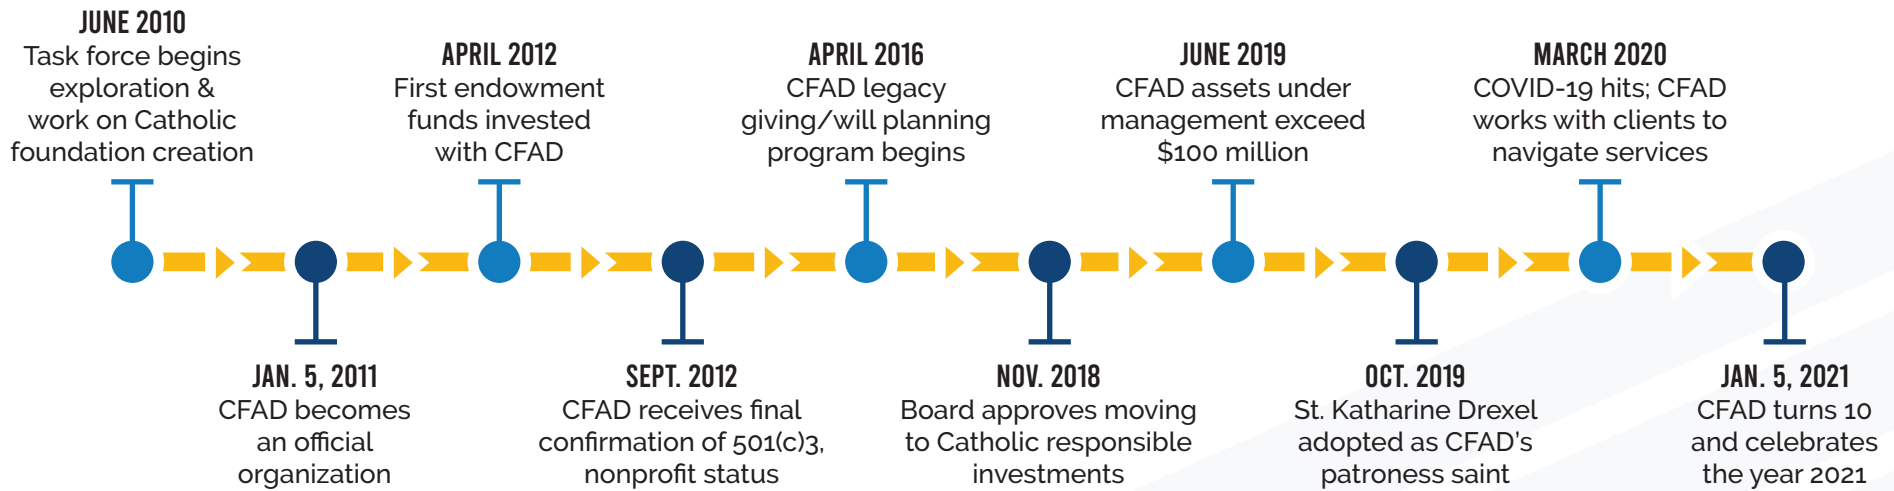 JUNE 2010
Task force begins
exploration &
work on Catholic
foundation creation
JAN. 5, 2011
CFAD becomes
an official
organization
APRIL 2012
First endowment
funds invested
with CFAD
SEPT. 2012
CFAD receives final
confirmation of 501(c)3,
nonprofit status
APRIL 2016
CFAD legacy
giving/will planning
program begins
NOV. 2018
Board approves moving
to Catholic responsible
investments
JUNE 2019
CFAD assets under
management exceed
$100 million
OCT. 2019
St. Katharine Drexel
adopted as CFAD’s
patroness saint
MARCH 2020
COVID-19 hits; CFAD
works with clients to
navigate services
JAN. 5, 2021
CFAD turns 10
and celebrates
the year 2021